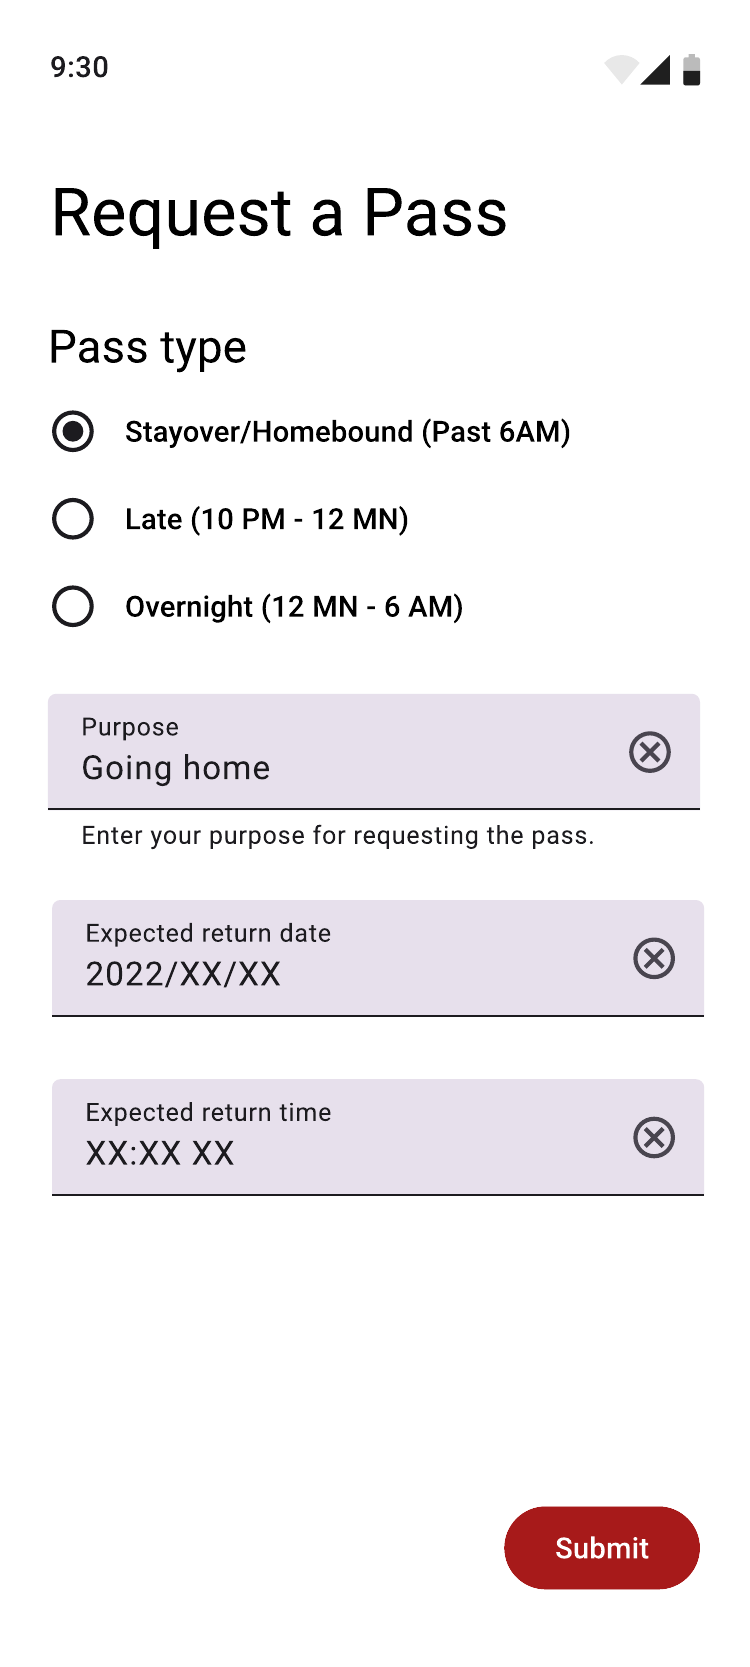 9:30
Request a Pass
Pass type
Stayover/Homebound (Past 6AM)
Late (10 PM - 12 MN)
Overnight (12 MN - 6 AM)
Purpose
Going home
Enter your purpose for requesting the pass.
Expected return date
2022/XX/XX
Expected return time
XX:XX XX
Submit